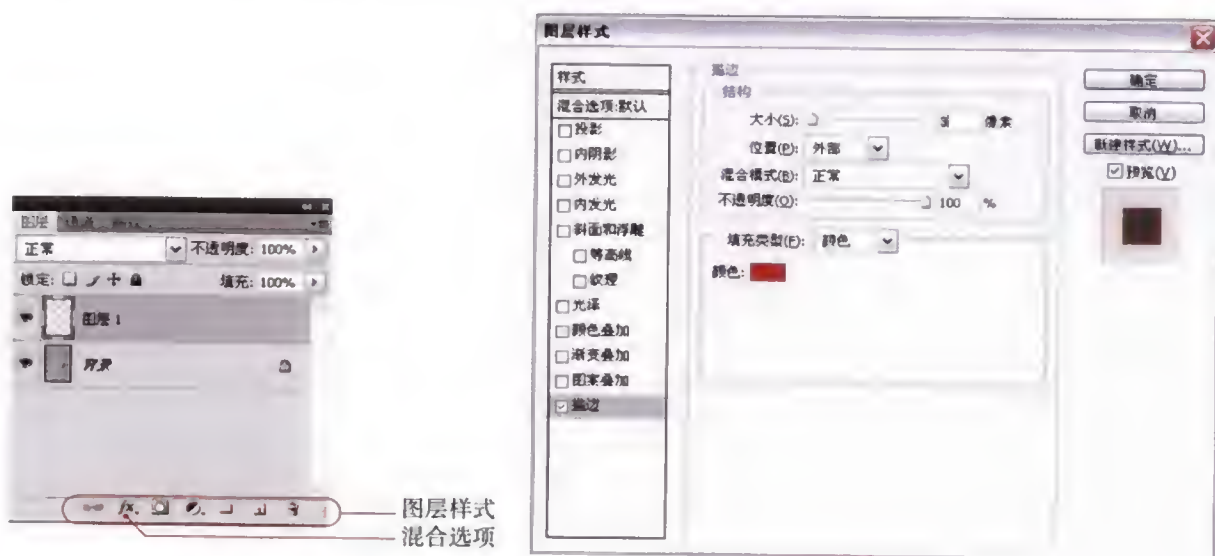 图层
正常 不透明度: 100%
锁定: 填充: 100%
图层 1
背景
图层样式
混合选项
图层样式
样式
混合选项:默认
投影
内阴影
外发光
内发光
斜面和浮雕
等高线
纹理
光泽
颜色叠加
渐变叠加
图案叠加
描边
描边
结构
大小(S): 3 像素
位置(P): 外部
混合模式(B): 正常
不透明度(O): 100 %
填充类型(F): 颜色
颜色:
确定
取消
新建样式(W)...
预览(V)